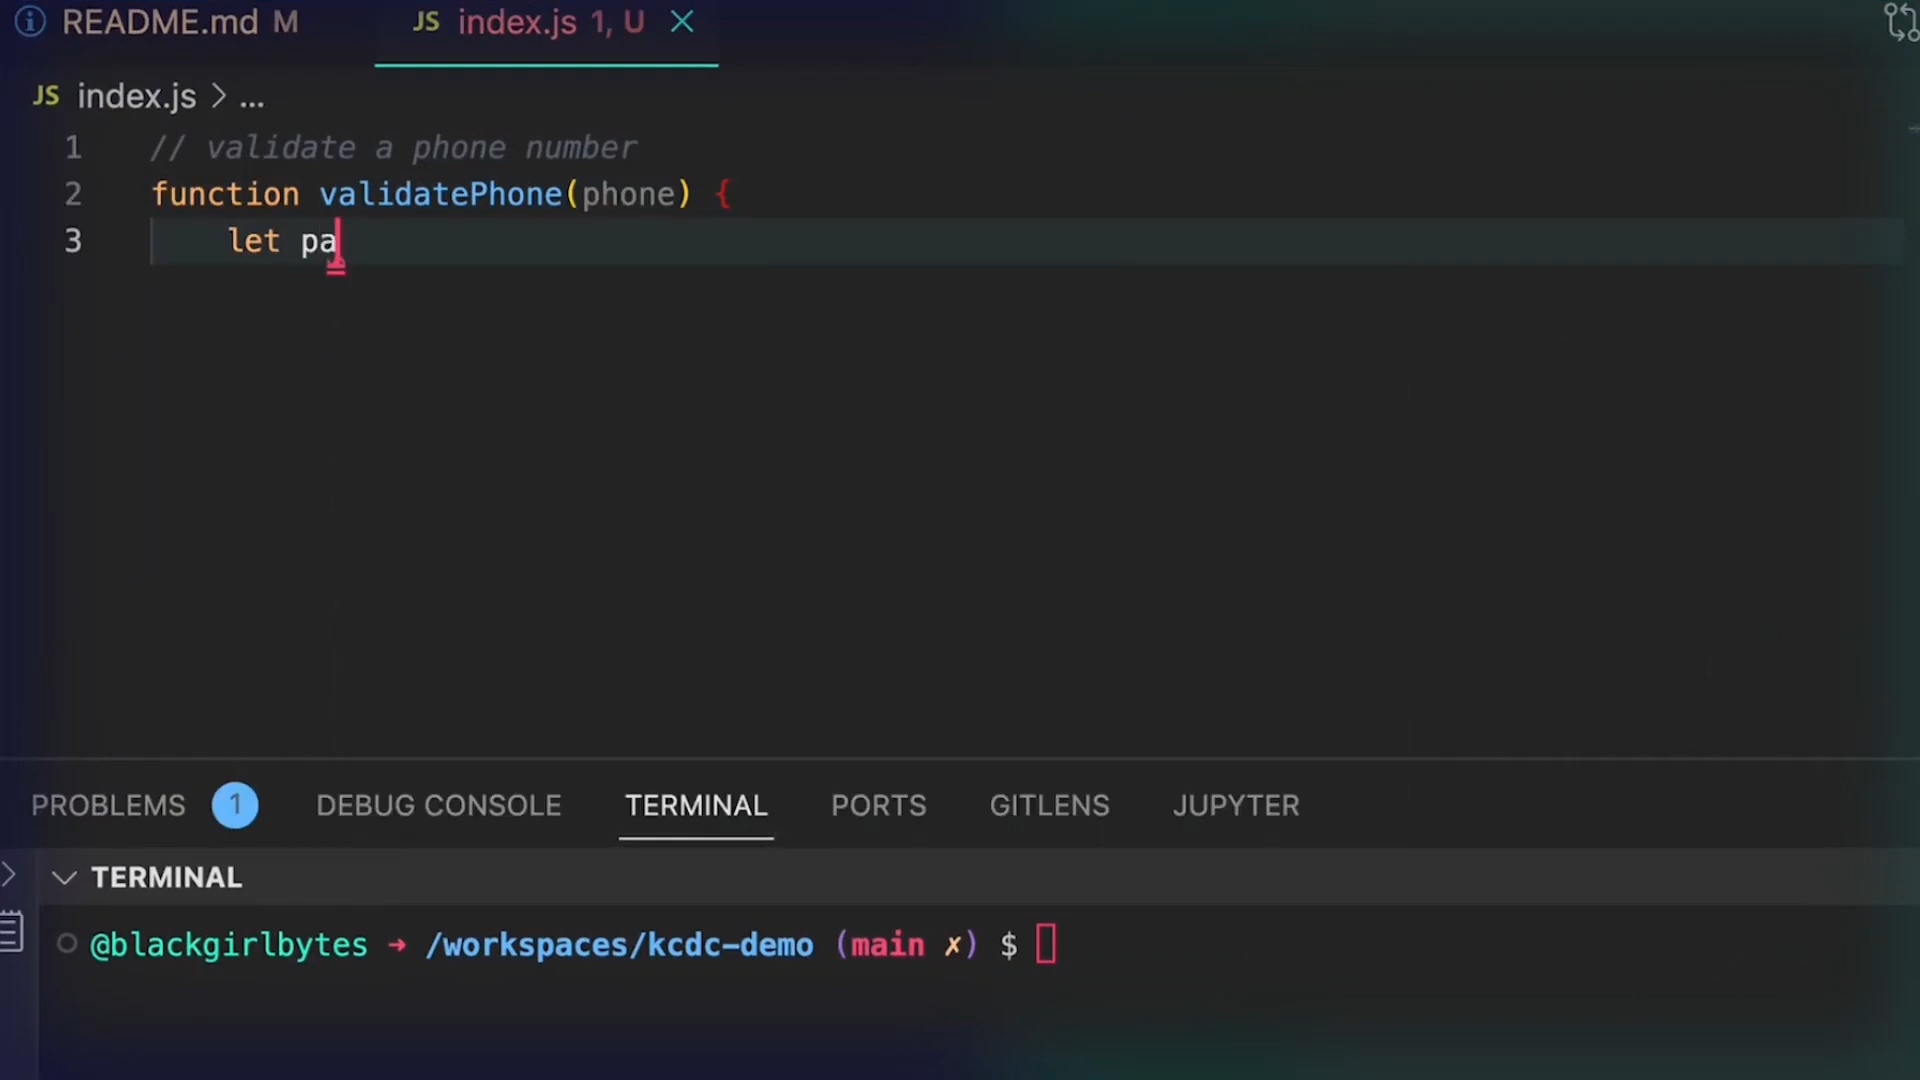 README.md M
JS index.js 1, U
JS index.js > ...
1 // validate a phone number
2 function validatePhone(phone) {
3 let pa
PROBLEMS 1 DEBUG CONSOLE TERMINAL PORTS GITLENS JUPYTER
TERMINAL
@blackgirlbytes ➜ /workspaces/kcdc-demo (main ✗) $